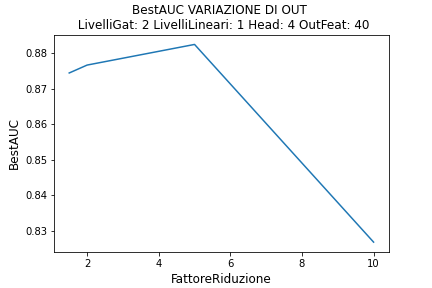 BestAUC VARIAZIONE DI OUT
LivelliGat: 2 LivelliLineari: 1 Head: 4 OutFeat: 40
BestAUC
0.88
0.87
0.86
0.85
0.84
0.83
2 4 6 8 10
FattoreRiduzione